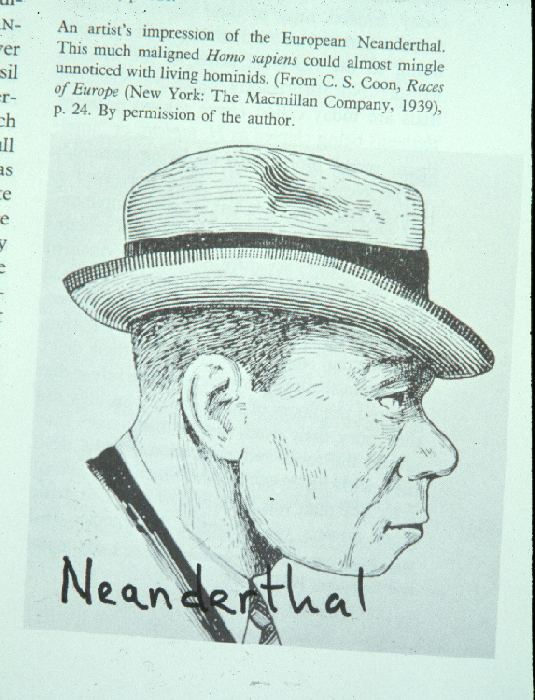 An artist's impression of the European Neanderthal.
This much maligned Homo sapiens could almost mingle
unnoticed with living hominids. (From C. S. Coon, Races
of Europe (New York: The Macmillan Company, 1939),
p. 24. By permission of the author.
Neanderthal